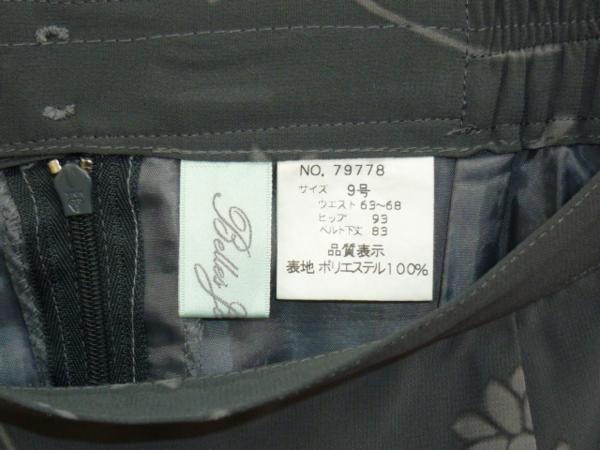 Belles
NO. 79778
サイズ 9号
ウエスト 63~68
ヒップ 93
ベルト下丈 83
品質表示
表地 ポリエステル100%